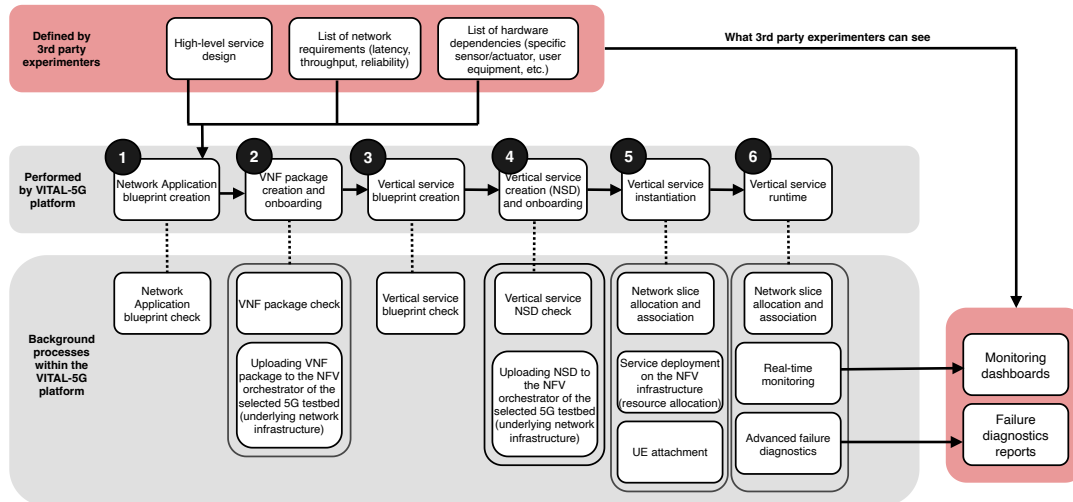 Defined by
3rd party
experimenters
High-level service
design
List of network
requirements (latency,
throughput, reliability)
List of hardware
dependencies (specific
sensor/actuator, user
equipment, etc.)
What 3rd party experimenters can see
Performed
by VITAL-5G
platform
1
Network Application
blueprint creation
2
VNF package
creation and
onboarding
3
Vertical service
blueprint creation
4
Vertical service
creation (NSD)
and onboarding
5
Vertical service
instantiation
6
Vertical service
runtime
Background
processes
within the
VITAL-5G
platform
Network
Application
blueprint check
VNF package check
Uploading VNF
package to the NFV
orchestrator of the
selected 5G testbed
(underlying network
infrastructure)
Vertical service
blueprint check
Vertical service
NSD check
Uploading NSD to
the NFV
orchestrator of the
selected 5G testbed
(underlying network
infrastructure)
Network slice
allocation and
association
Service deployment
on the NFV
infrastructure
(resource allocation)
UE attachment
Network slice
allocation and
association
Real-time
monitoring
Advanced failure
diagnostics
Monitoring
dashboards
Failure
diagnostics
reports